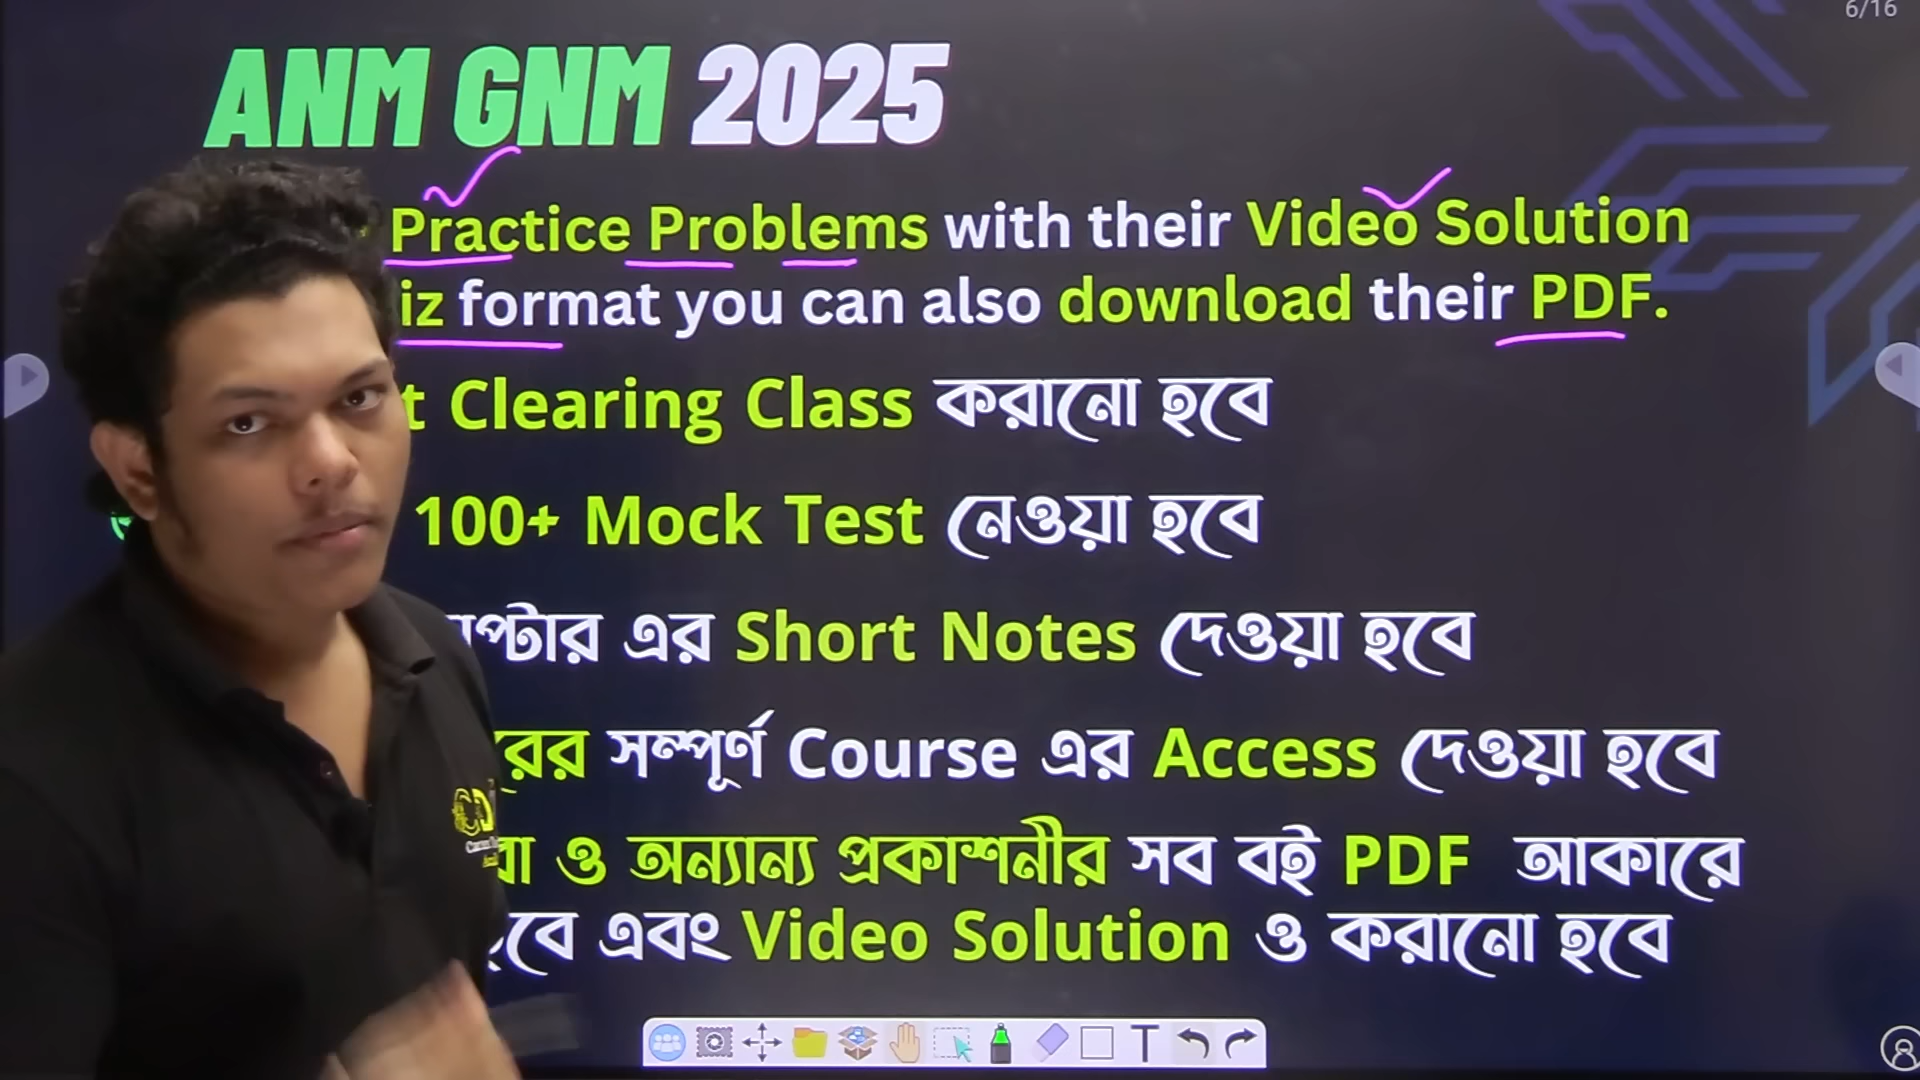 6/16
ANM GNM 2025
Practice Problems with their Video Solution
format you can also download their PDF.
Clearing Class করানো হবে
100+ Mock Test নেওয়া হবে
এর Short Notes দেওয়া হবে
সম্পূর্ণ Course এর Access দেওয়া হবে
ও অন্যান্য প্রকাশনীর সব বই PDF আকারে
এবং Video Solution ও করানো হবে
T